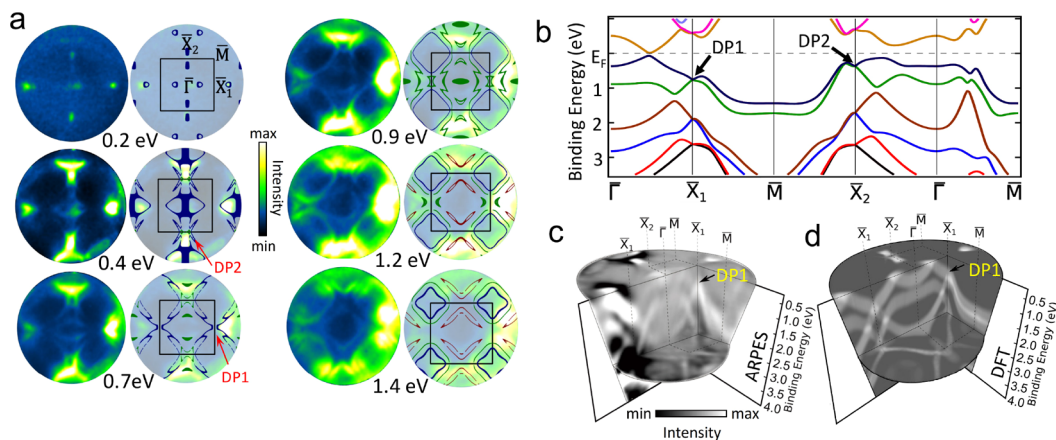 a
X̄₂
M̄
Γ̄
X̄₁
0.2 eV
max
Intensity
min
0.4 eV
DP2
0.7eV
DP1
0.9 eV
1.2 eV
1.4 eV
b
Binding Energy (eV)
E_F
1
2
3
DP1
DP2
Γ̄ X̄₁ M̄ X̄₂ Γ̄ M̄
c
X̄₁ X̄₂ Γ̄ M̄ X̄₁ M̄
DP1
ARPES
0.5
1.0
1.5
2.0
2.5
3.0
3.5
4.0
Binding Energy (eV)
min max
Intensity
d
X̄₁ X̄₂ Γ̄ M̄ X̄₁ M̄
DP1
DFT
0.5
1.0
1.5
2.0
2.5
3.0
3.5
4.0
Binding Energy (eV)